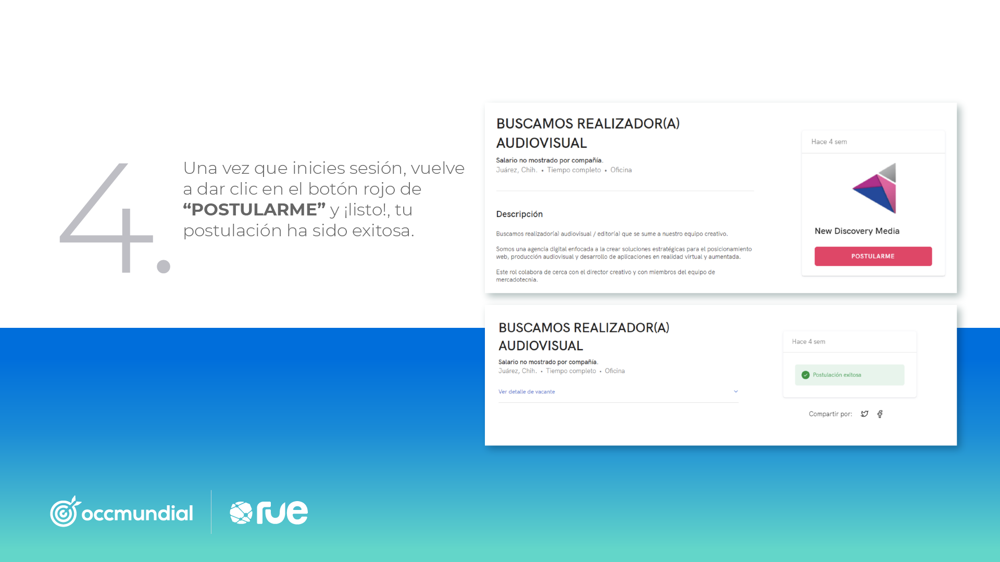 4.
Una vez que inicies sesión, vuelve
a dar clic en el botón rojo de
“POSTULARME” y ¡listo!, tu
postulación ha sido exitosa.
BUSCAMOS REALIZADOR(A)
AUDIOVISUAL
Salario no mostrado por compañía.
Juárez, Chih. • Tiempo completo • Oficina
Descripción
Buscamos realizador(a) audiovisual / editor(a) que se sume a nuestro equipo creativo.
Somos una agencia digital enfocada a la crear soluciones estratégicas para el posicionamiento
web, producción audiovisual y desarrollo de aplicaciones en realidad virtual y aumentada.
Este rol colabora de cerca con el director creativo y con miembros del equipo de
mercadotecnia.
Hace 4 sem
New Discovery Media
POSTULARME
BUSCAMOS REALIZADOR(A)
AUDIOVISUAL
Salario no mostrado por compañía.
Juárez, Chih. • Tiempo completo • Oficina
Ver detalle de vacante
Hace 4 sem
Postulación exitosa
Compartir por:
occmundial
rue